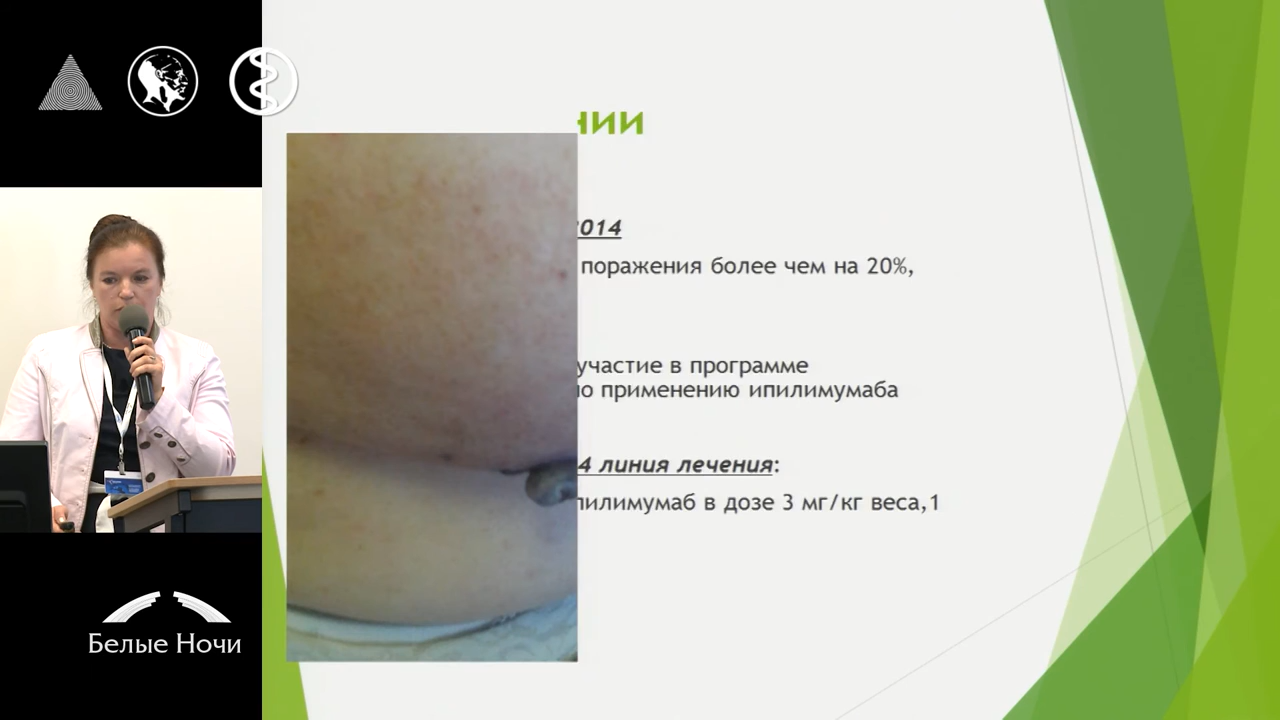 нии
2014
поражения более чем на 20%,
участие в программе
по применению ипилимумаба
4 линия лечения:
пилимумаб в дозе 3 мг/кг веса,1
Белые Ночи